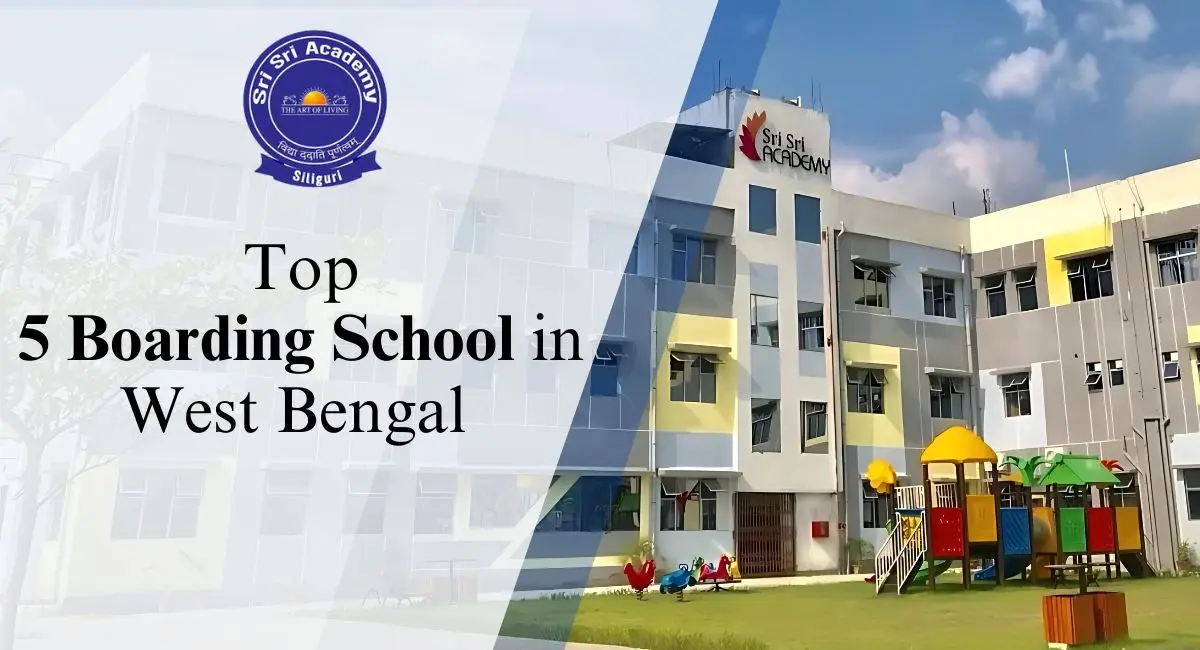 Sri Sri Academy
THE ART OF LIVING
विद्या ददाति पूर्णत्वम
Siliguri
Top
5 Boarding School in
West Bengal
Sri Sri
ACADEMY